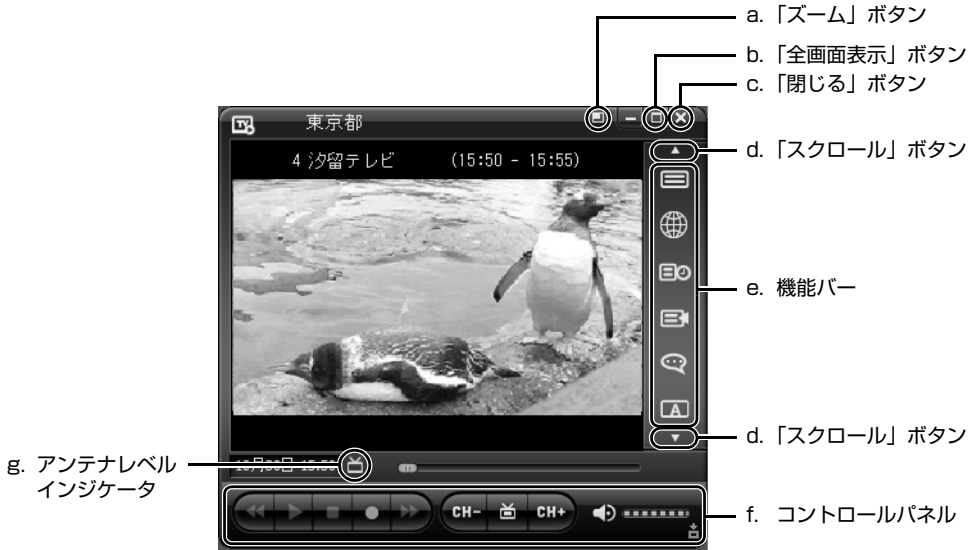 a. 「ズーム」ボタン
b. 「全画面表示」ボタン
c. 「閉じる」ボタン
東京都
4 汐留テレビ (15:50 - 15:55)
d. 「スクロール」ボタン
e. 機能バー
A
d. 「スクロール」ボタン
g. アンテナレベル
インジケータ
CH- CH+
f. コントロールパネル